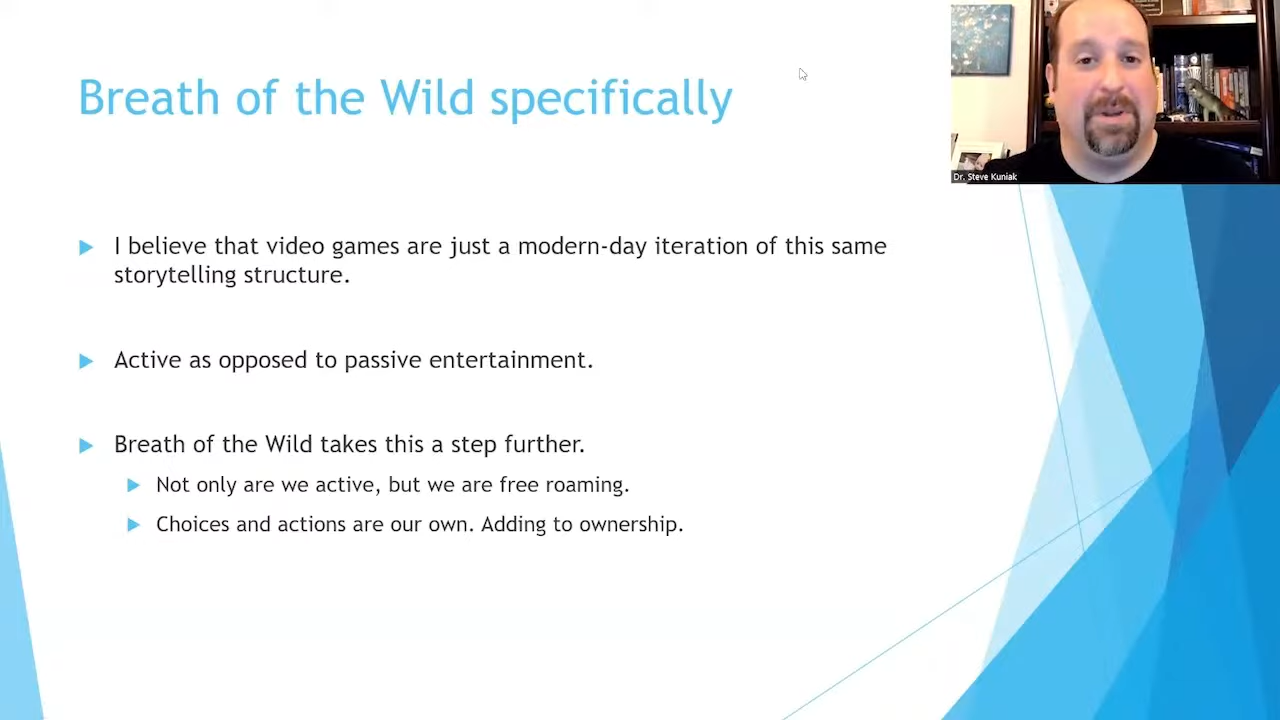 Breath of the Wild specifically
Dr. Steve Kuniak
I believe that video games are just a modern-day iteration of this same
storytelling structure.
Active as opposed to passive entertainment.
Breath of the Wild takes this a step further.
Not only are we active, but we are free roaming.
Choices and actions are our own. Adding to ownership.